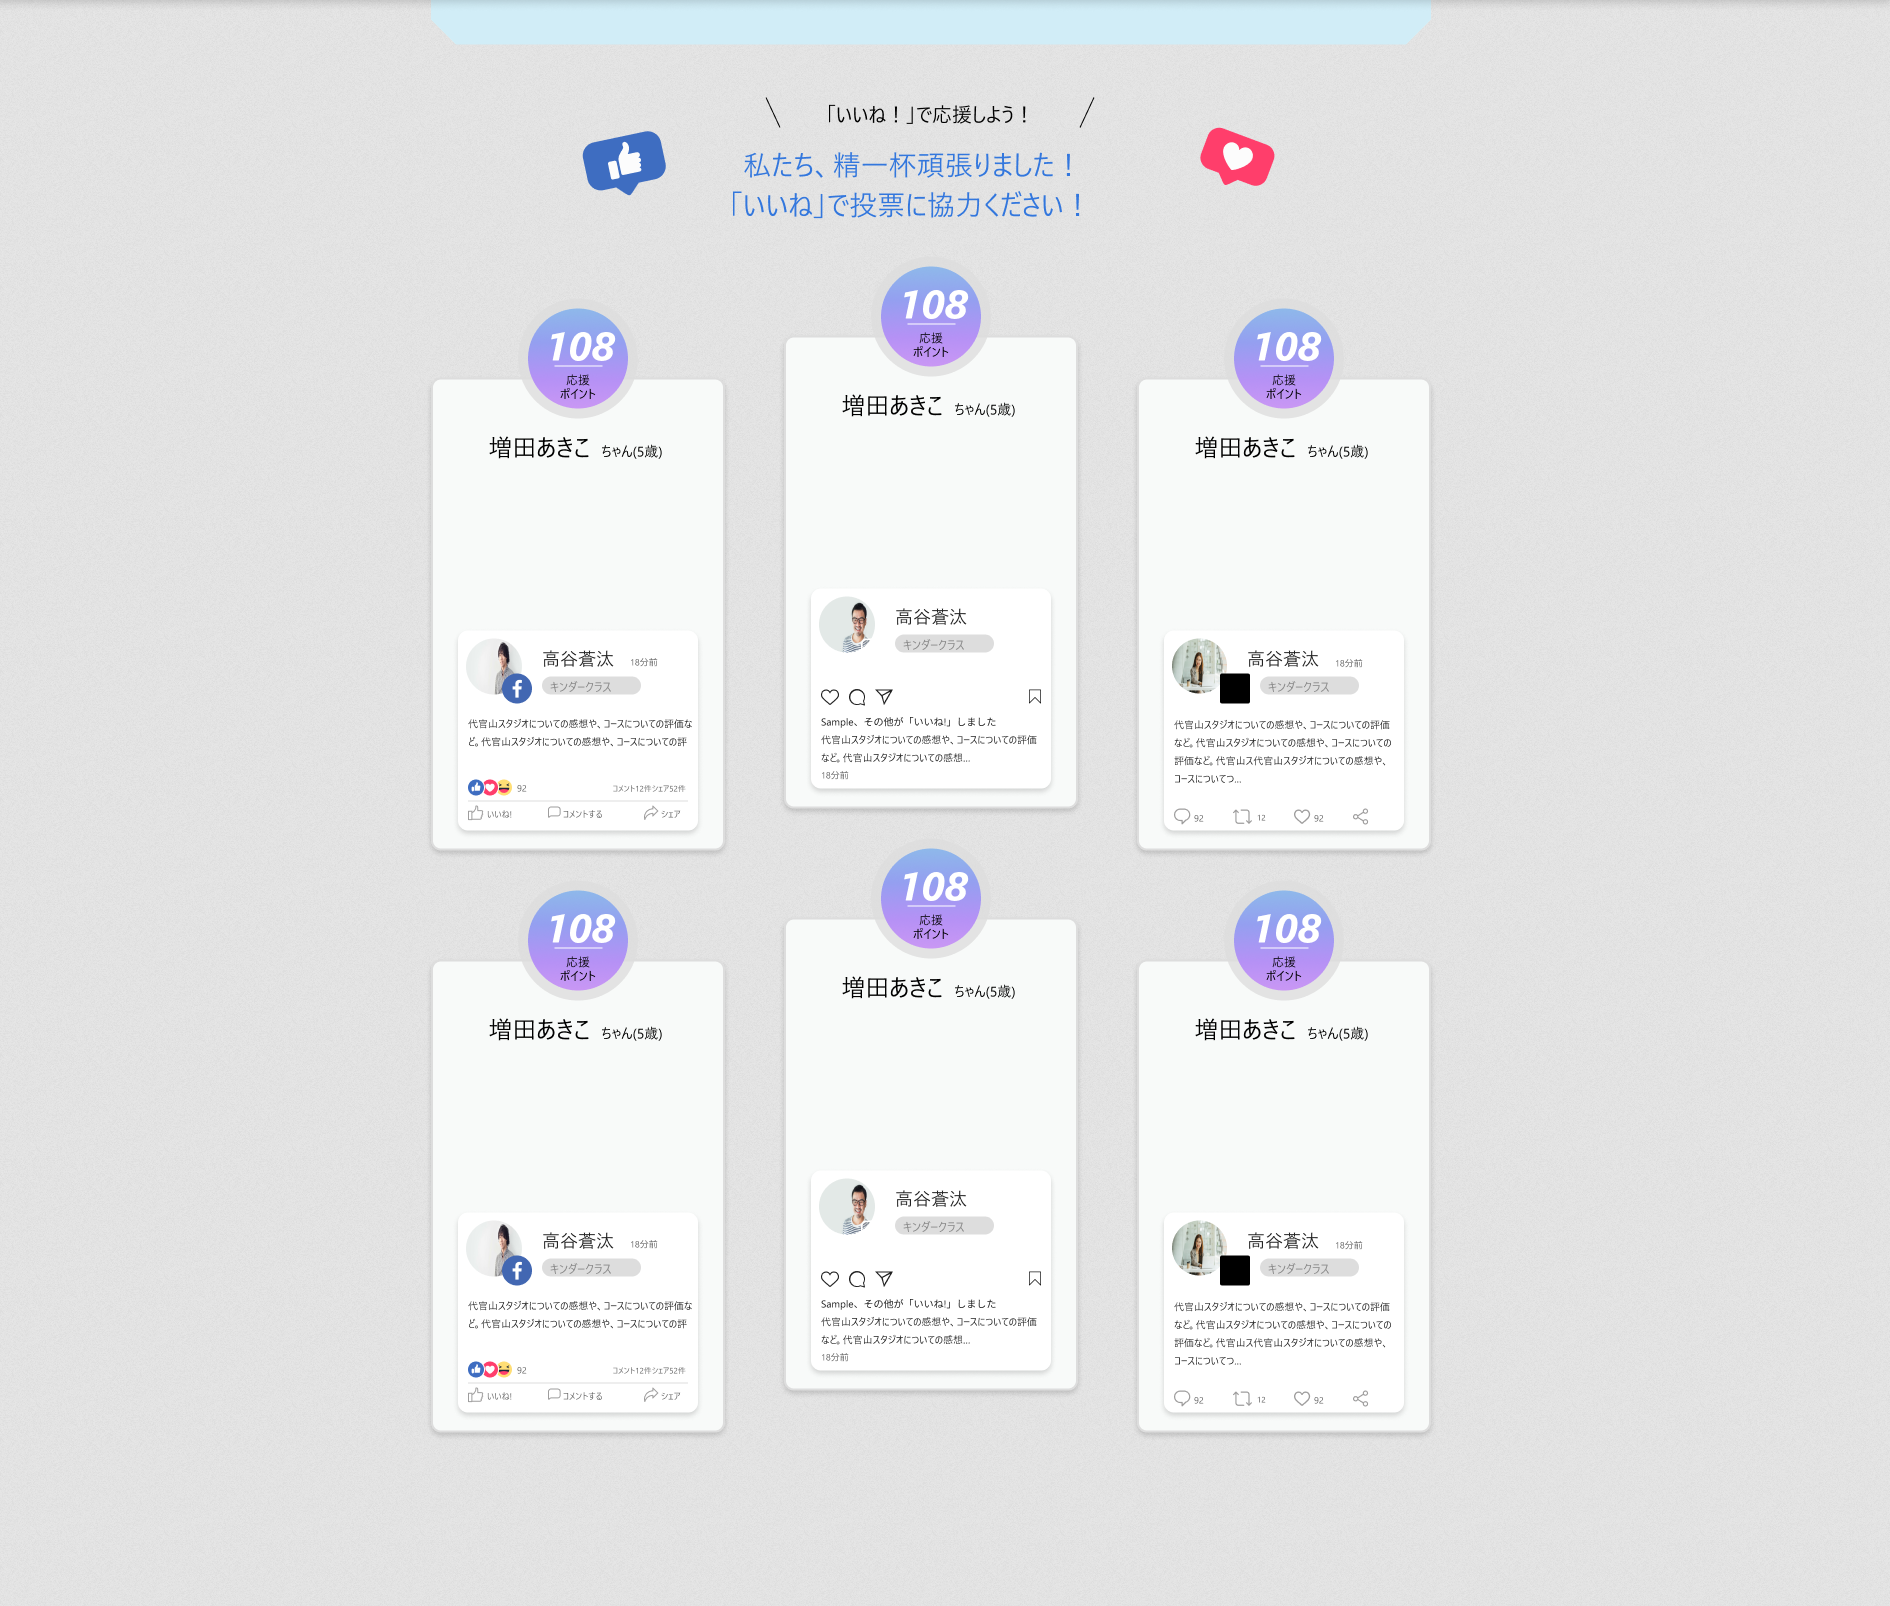 「いいね！」で応援しよう！
私たち、精一杯頑張りました！
「いいね」で投票に協力ください！
108
応援
ポイント
増田あきこ ちゃん(5歳)
高谷蒼汰 18分前
キンダークラス
代官山スタジオについての感想や、コースについての評価な
ど。代官山スタジオについての感想や、コースについての評
92 コメント12件シェア52件
いいね! コメントする シェア
108
応援
ポイント
増田あきこ ちゃん(5歳)
高谷蒼汰
キンダークラス
Sample、その他が「いいね!」しました
代官山スタジオについての感想や、コースについての評価
など。代官山スタジオについての感想...
18分前
108
応援
ポイント
増田あきこ ちゃん(5歳)
高谷蒼汰 18分前
キンダークラス
代官山スタジオについての感想や、コースについての評価
など。代官山スタジオについての感想や、コースについての
評価など。代官山ス代官山スタジオについての感想や、
コースについてつ...
92 12 92
108
応援
ポイント
増田あきこ ちゃん(5歳)
高谷蒼汰 18分前
キンダークラス
代官山スタジオについての感想や、コースについての評価な
ど。代官山スタジオについての感想や、コースについての評
92 コメント12件シェア52件
いいね! コメントする シェア
108
応援
ポイント
増田あきこ ちゃん(5歳)
高谷蒼汰
キンダークラス
Sample、その他が「いいね!」しました
代官山スタジオについての感想や、コースについての評価
など。代官山スタジオについての感想...
18分前
108
応援
ポイント
増田あきこ ちゃん(5歳)
高谷蒼汰 18分前
キンダークラス
代官山スタジオについての感想や、コースについての評価
など。代官山スタジオについての感想や、コースについての
評価など。代官山ス代官山スタジオについての感想や、
コースについてつ...
92 12 92